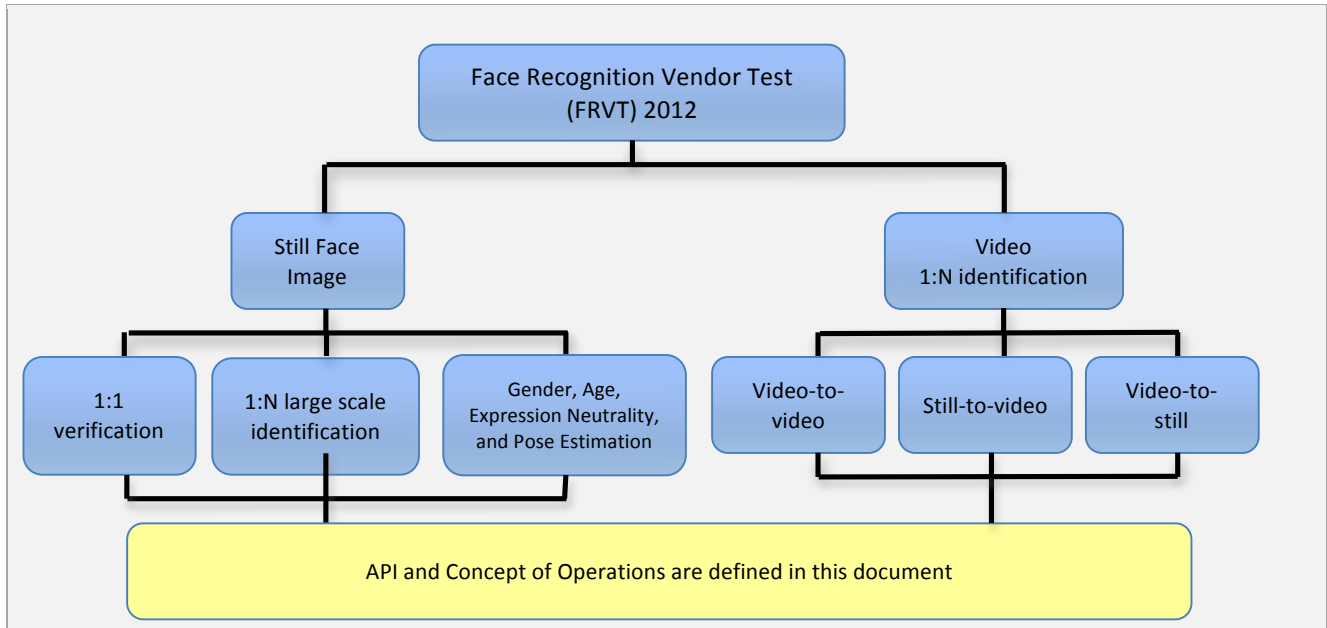 Face Recognition Vendor Test
(FRVT) 2012
Still Face
Image
Video
1:N identification
1:1
verification
1:N large scale
identification
Gender, Age,
Expression Neutrality,
and Pose Estimation
Video-to-
video
Still-to-video
Video-to-
still
API and Concept of Operations are defined in this document